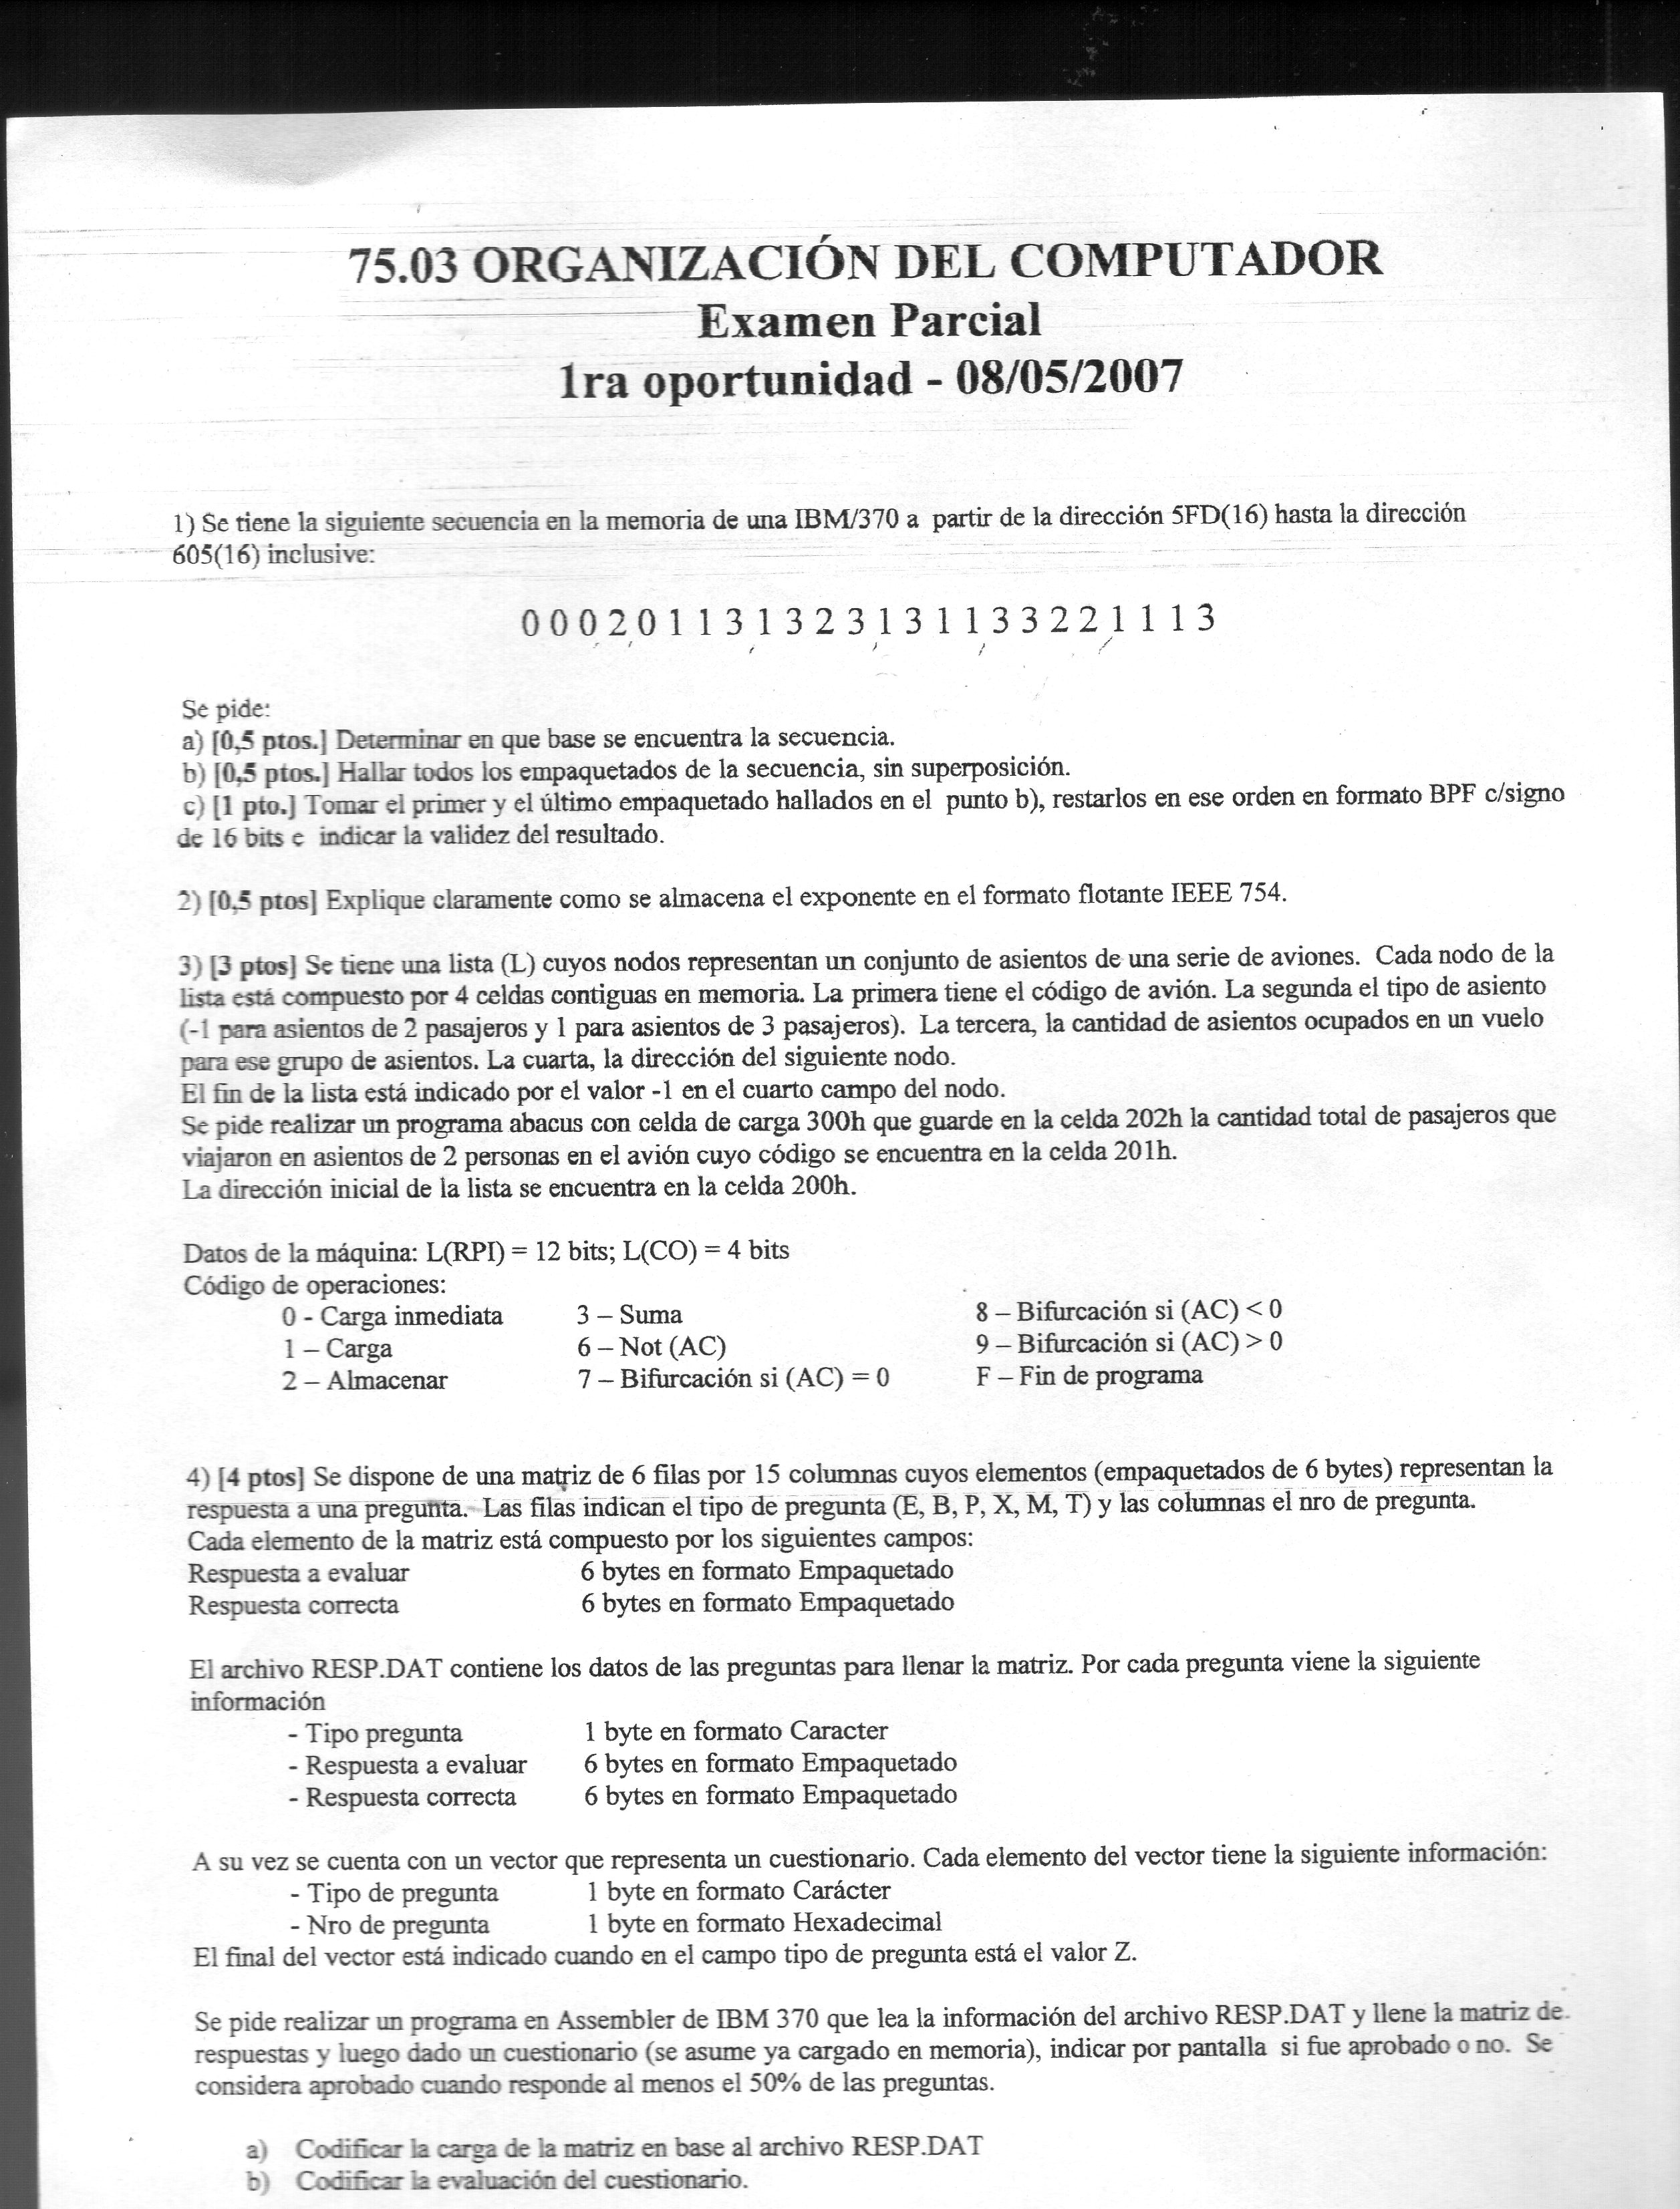 75.03 ORGANIZACIÓN DEL COMPUTADOR
Examen Parcial
1ra oportunidad - 08/05/2007
1) Se tiene la siguiente secuencia en la memoria de una IBM/370 a partir de la dirección 5FD(16) hasta la dirección
605(16) inclusive:
0 0 0 2 0 1 1 3 1 3 2 3 1 3 1 1 3 3 2 2 1 1 1 3
Se pide:
a) [0,5 ptos.] Determinar en que base se encuentra la secuencia.
b) [0,5 ptos.] Hallar todos los empaquetados de la secuencia, sin superposición.
c) [1 pto.] Tomar el primer y el último empaquetado hallados en el punto b), restarlos en ese orden en formato BPF c/signo
de 16 bits e indicar la validez del resultado.
2) [0,5 ptos] Explique claramente como se almacena el exponente en el formato flotante IEEE 754.
3) [3 ptos] Se tiene una lista (L) cuyos nodos representan un conjunto de asientos de una serie de aviones. Cada nodo de la
lista está compuesto por 4 celdas contiguas en memoria. La primera tiene el código de avión. La segunda el tipo de asiento
(-1 para asientos de 2 pasajeros y 1 para asientos de 3 pasajeros). La tercera, la cantidad de asientos ocupados en un vuelo
para ese grupo de asientos. La cuarta, la dirección del siguiente nodo.
El fin de la lista está indicado por el valor -1 en el cuarto campo del nodo.
Se pide realizar un programa abacus con celda de carga 300h que guarde en la celda 202h la cantidad total de pasajeros que
viajaron en asientos de 2 personas en el avión cuyo código se encuentra en la celda 201h.
La dirección inicial de la lista se encuentra en la celda 200h.
Datos de la máquina: L(RPI) = 12 bits; L(CO) = 4 bits
Código de operaciones:
0 - Carga inmediata 3 – Suma 8 – Bifurcación si (AC) < 0
1 – Carga 6 – Not (AC) 9 – Bifurcación si (AC) > 0
2 – Almacenar 7 – Bifurcación si (AC) = 0 F – Fin de programa
4) [4 ptos] Se dispone de una matriz de 6 filas por 15 columnas cuyos elementos (empaquetados de 6 bytes) representan la
respuesta a una pregunta. Las filas indican el tipo de pregunta (E, B, P, X, M, T) y las columnas el nro de pregunta.
Cada elemento de la matriz está compuesto por los siguientes campos:
Respuesta a evaluar 6 bytes en formato Empaquetado
Respuesta correcta 6 bytes en formato Empaquetado
El archivo RESP.DAT contiene los datos de las preguntas para llenar la matriz. Por cada pregunta viene la siguiente
información
- Tipo pregunta 1 byte en formato Caracter
- Respuesta a evaluar 6 bytes en formato Empaquetado
- Respuesta correcta 6 bytes en formato Empaquetado
A su vez se cuenta con un vector que representa un cuestionario. Cada elemento del vector tiene la siguiente información:
- Tipo de pregunta 1 byte en formato Carácter
- Nro de pregunta 1 byte en formato Hexadecimal
El final del vector está indicado cuando en el campo tipo de pregunta está el valor Z.
Se pide realizar un programa en Assembler de IBM 370 que lea la información del archivo RESP.DAT y llene la matriz de
respuestas y luego dado un cuestionario (se asume ya cargado en memoria), indicar por pantalla si fue aprobado o no. Se
considera aprobado cuando responde al menos el 50% de las preguntas.
a) Codificar la carga de la matriz en base al archivo RESP.DAT
b) Codificar la evaluación del cuestionario.